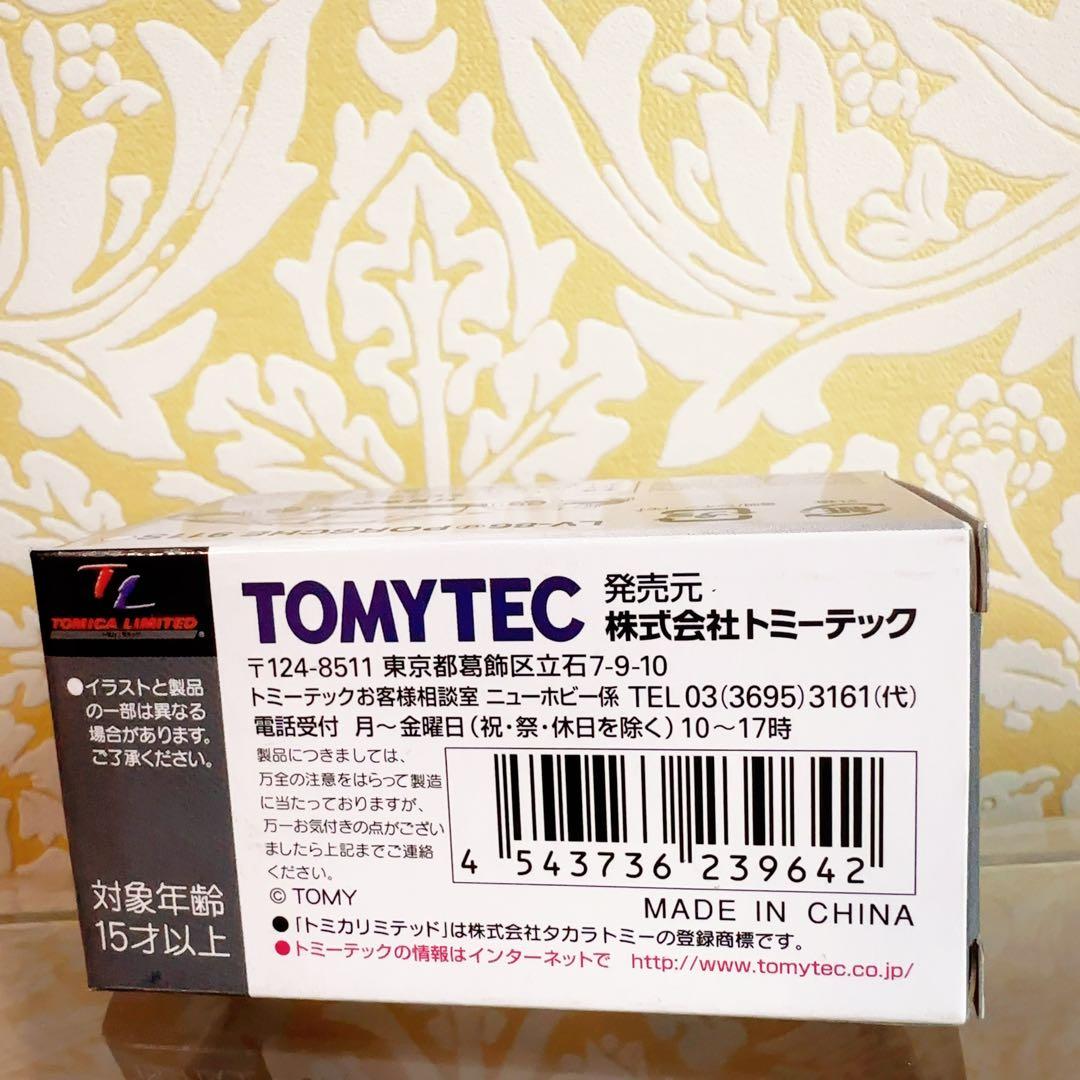 LV-86
PORSCHE 911S
TL
TOMICA LIMITED
●イラストと製品
の一部は異なる
場合があります。
ご了承ください。
対象年齢
15才以上
TOMYTEC
発売元
株式会社トミーテック
〒124-8511 東京都葛飾区立石7-9-10
トミーテックお客様相談室 ニューホビー係 TEL 03(3695)3161(代)
電話受付 月〜金曜日(祝・祭・休日を除く)10〜17時
製品につきましては、
万全の注意をはらって製造
に当たっておりますが、
万一お気付きの点がござい
ましたら上記までご連絡
ください。
© TOMY
4 543736 239642
MADE IN CHINA
●「トミカリミテッド」は株式会社タカラトミーの登録商標です。
●トミーテックの情報はインターネットで http://www.tomytec.co.jp/